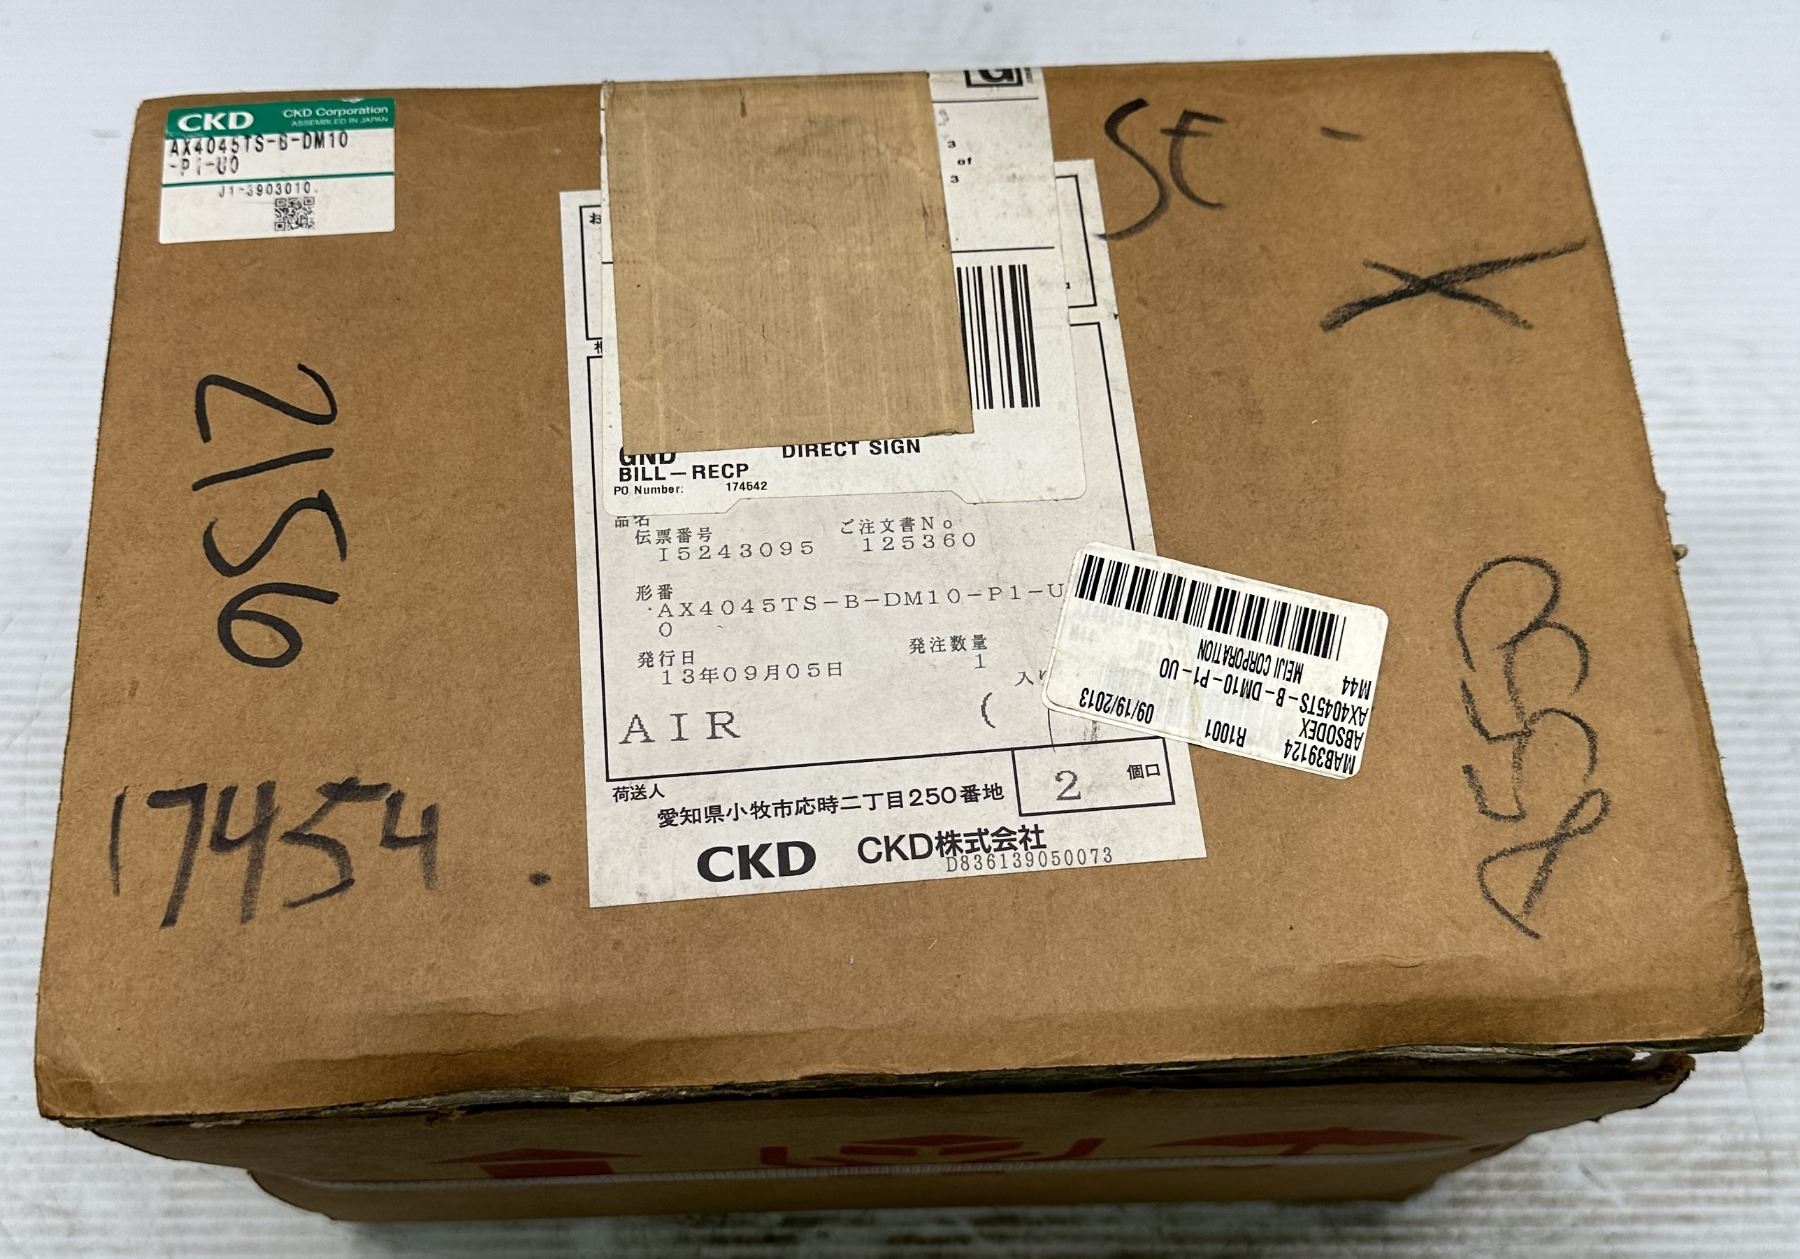 CKD CKD Corporation
ASSEMBLED IN JAPAN
AX4045TS-B-DM10
-P1-U0
J1-3903010.
G
3
of
3
SE -
X
2156
17454
GND DIRECT SIGN
BILL-RECP
PO Number: 174642
品名
伝票番号 ご注文書No
I5243095 125360
形番
AX4045TS-B-DM10-P1-U
0
発行日 発注数量
13年09月05日 1
入り
AIR (
2 個口
荷送人
愛知県小牧市応時二丁目250番地
CKD CKD株式会社
D836139050073
MAB39124 R1001 09/19/2013
ABSODEX
AX4045TS-B-DM10-P1-U0
M44 MEIJI CORPORATION